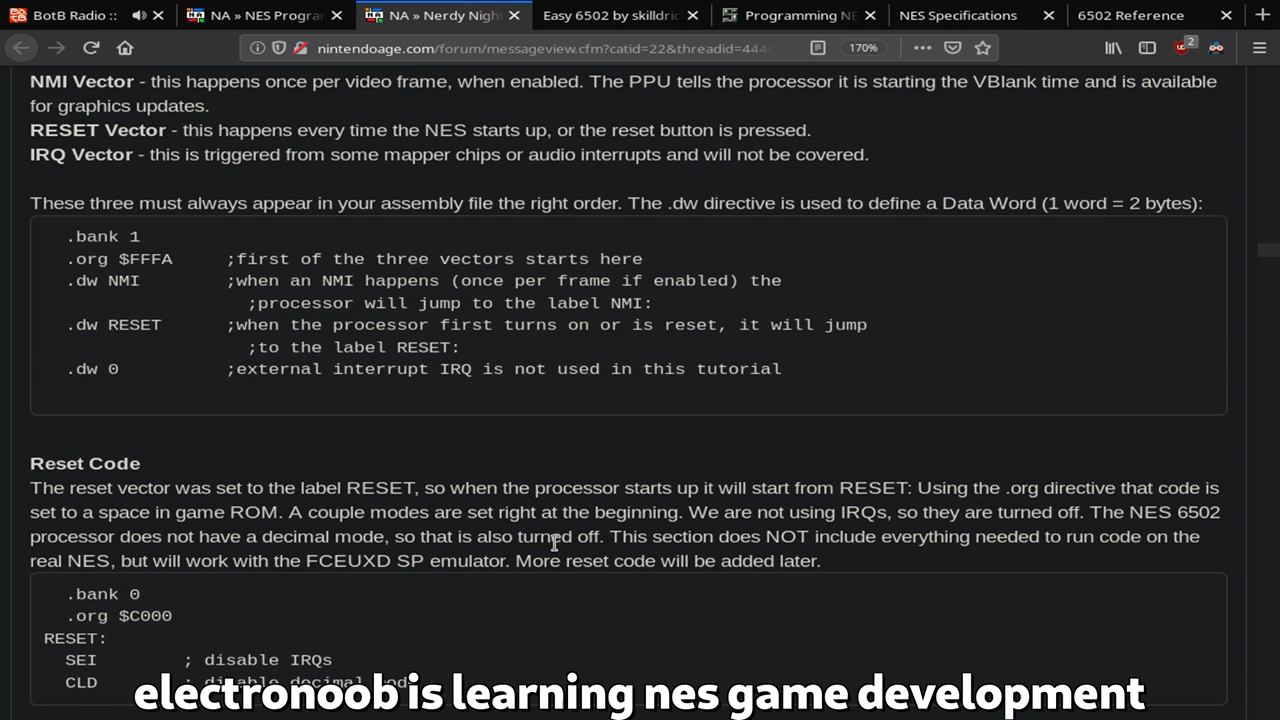 BotB Radio ::
NA » NES Progra
NA » Nerdy Nigh
Easy 6502 by skilldric
Programming NE
NES Specifications
6502 Reference
nintendoage.com/forum/messageview.cfm?catid=22&threadid=444
170%
2
NMI Vector - this happens once per video frame, when enabled. The PPU tells the processor it is starting the VBlank time and is available
for graphics updates.
RESET Vector - this happens every time the NES starts up, or the reset button is pressed.
IRQ Vector - this is triggered from some mapper chips or audio interrupts and will not be covered.
These three must always appear in your assembly file the right order. The .dw directive is used to define a Data Word (1 word = 2 bytes):
.bank 1
.org $FFFA ;first of the three vectors starts here
.dw NMI ;when an NMI happens (once per frame if enabled) the
;processor will jump to the label NMI:
.dw RESET ;when the processor first turns on or is reset, it will jump
;to the label RESET:
.dw 0 ;external interrupt IRQ is not used in this tutorial
Reset Code
The reset vector was set to the label RESET, so when the processor starts up it will start from RESET: Using the .org directive that code is
set to a space in game ROM. A couple modes are set right at the beginning. We are not using IRQs, so they are turned off. The NES 6502
processor does not have a decimal mode, so that is also turned off. This section does NOT include everything needed to run code on the
real NES, but will work with the FCEUXD SP emulator. More reset code will be added later.
.bank 0
.org $C000
RESET:
SEI ; disable IRQs
CLD ; disable decimal mod
electronoob is learning nes game development